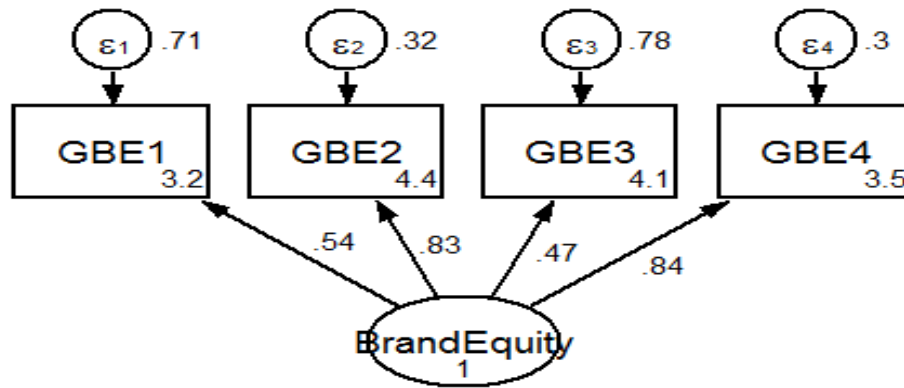 ε1 .71 ε2 .32 ε3 .78 ε4 .3
GBE1 GBE2 GBE3 GBE4
3.2 4.4 4.1 3.5
.54 .83 .47 .84
BrandEquity
1